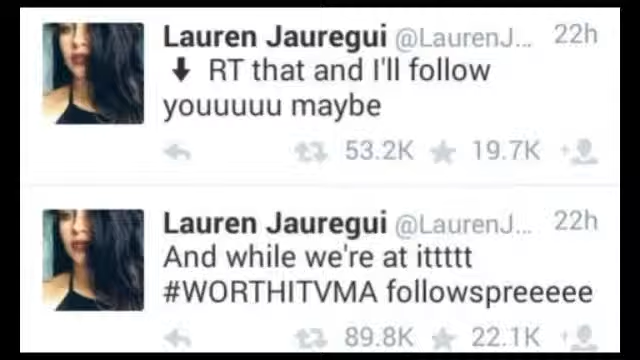 Lauren Jauregui @LaurenJ... 22h
⬇ RT that and I'll follow
youuuuu maybe
53.2K 19.7K
Lauren Jauregui @LaurenJ... 22h
And while we're at ittttt
#WORTHITVMA followspreeeee
89.8K 22.1K